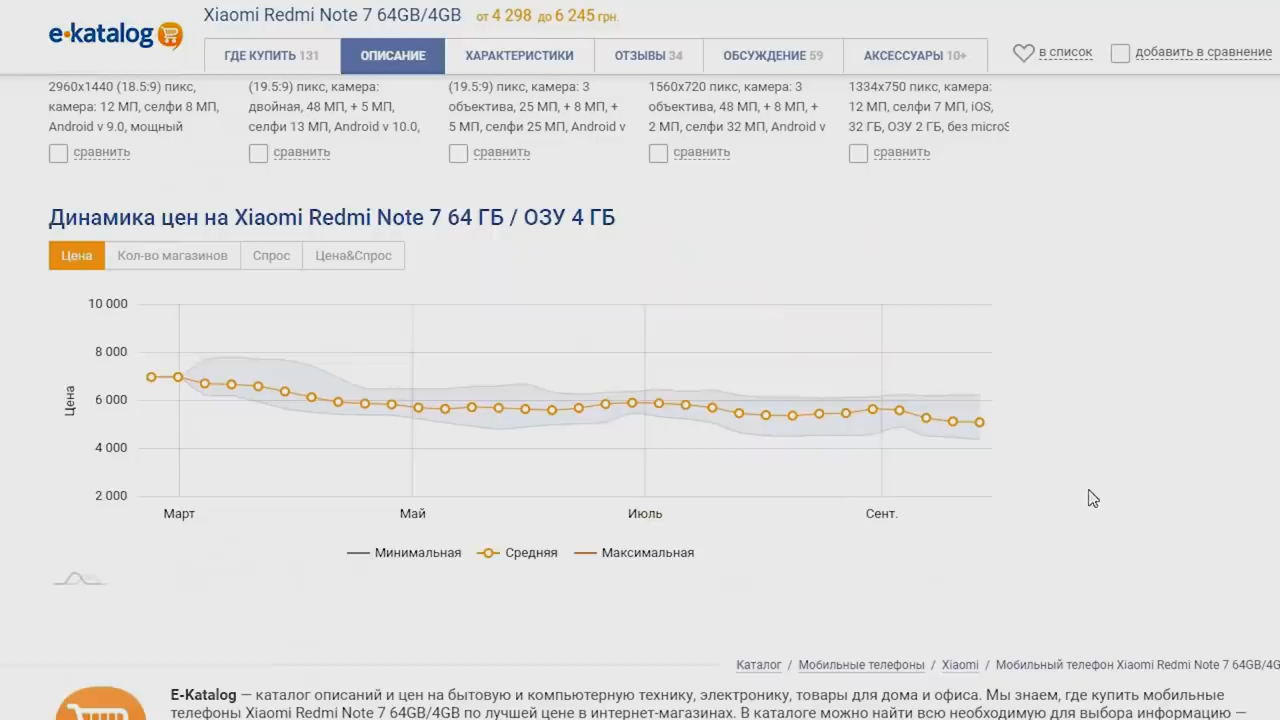 e-katalog
Xiaomi Redmi Note 7 64GB/4GB от 4 298 до 6 245 грн.
ГДЕ КУПИТЬ 131 ОПИСАНИЕ ХАРАКТЕРИСТИКИ ОТЗЫВЫ 34 ОБСУЖДЕНИЕ 59 АКСЕССУАРЫ 10+ в список добавить в сравнение
2960x1440 (18.5:9) пикс,
камера: 12 МП, селфи 8 МП,
Android v 9.0, мощный
сравнить
(19.5:9) пикс, камера:
двойная, 48 МП, + 5 МП,
селфи 13 МП, Android v 10.0,
сравнить
(19.5:9) пикс, камера: 3
объектива, 25 МП, + 8 МП, +
5 МП, селфи 25 МП, Android v
сравнить
1560x720 пикс, камера: 3
объектива, 48 МП, + 8 МП, +
2 МП, селфи 32 МП, Android v
сравнить
1334x750 пикс, камера:
12 МП, селфи 7 МП, iOS,
32 ГБ, ОЗУ 2 ГБ, без microS
сравнить
Динамика цен на Xiaomi Redmi Note 7 64 ГБ / ОЗУ 4 ГБ
Цена Кол-во магазинов Спрос Цена&Спрос
10 000
8 000
6 000
4 000
2 000
Цена
Март Май Июль Сент.
Минимальная Средняя Максимальная
Каталог / Мобильные телефоны / Xiaomi / Мобильный телефон Xiaomi Redmi Note 7 64GB/4G
E-Katalog — каталог описаний и цен на бытовую и компьютерную технику, электронику, товары для дома и офиса. Мы знаем, где купить мобильные
телефоны Xiaomi Redmi Note 7 64GB/4GB по лучшей цене в интернет-магазинах. В каталоге можно найти всю необходимую для выбора информацию —